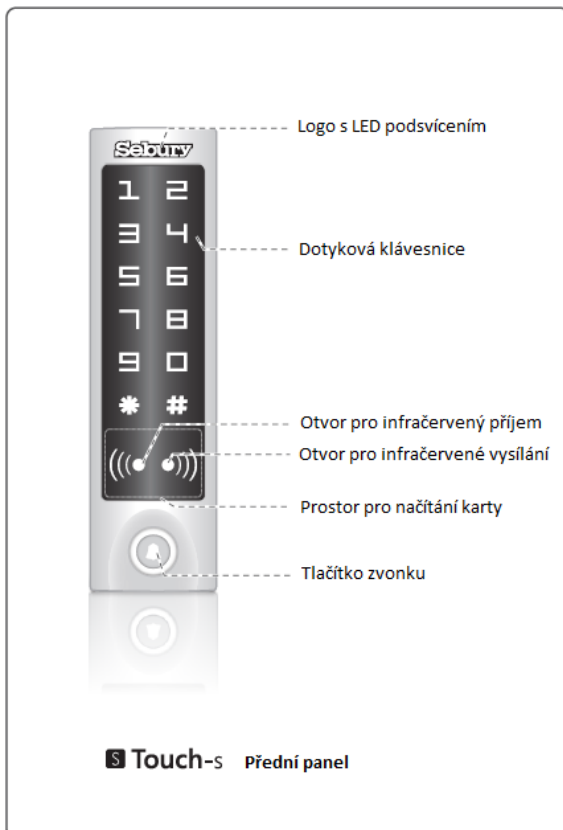 Sebury
Logo s LED podsvícením
1 2
3 4
Dotyková klávesnice
5 6
7 8
9 0
* #
Otvor pro infračervený příjem
Otvor pro infračervené vysílání
Prostor pro načítání karty
Tlačítko zvonku
S Touch-s Přední panel